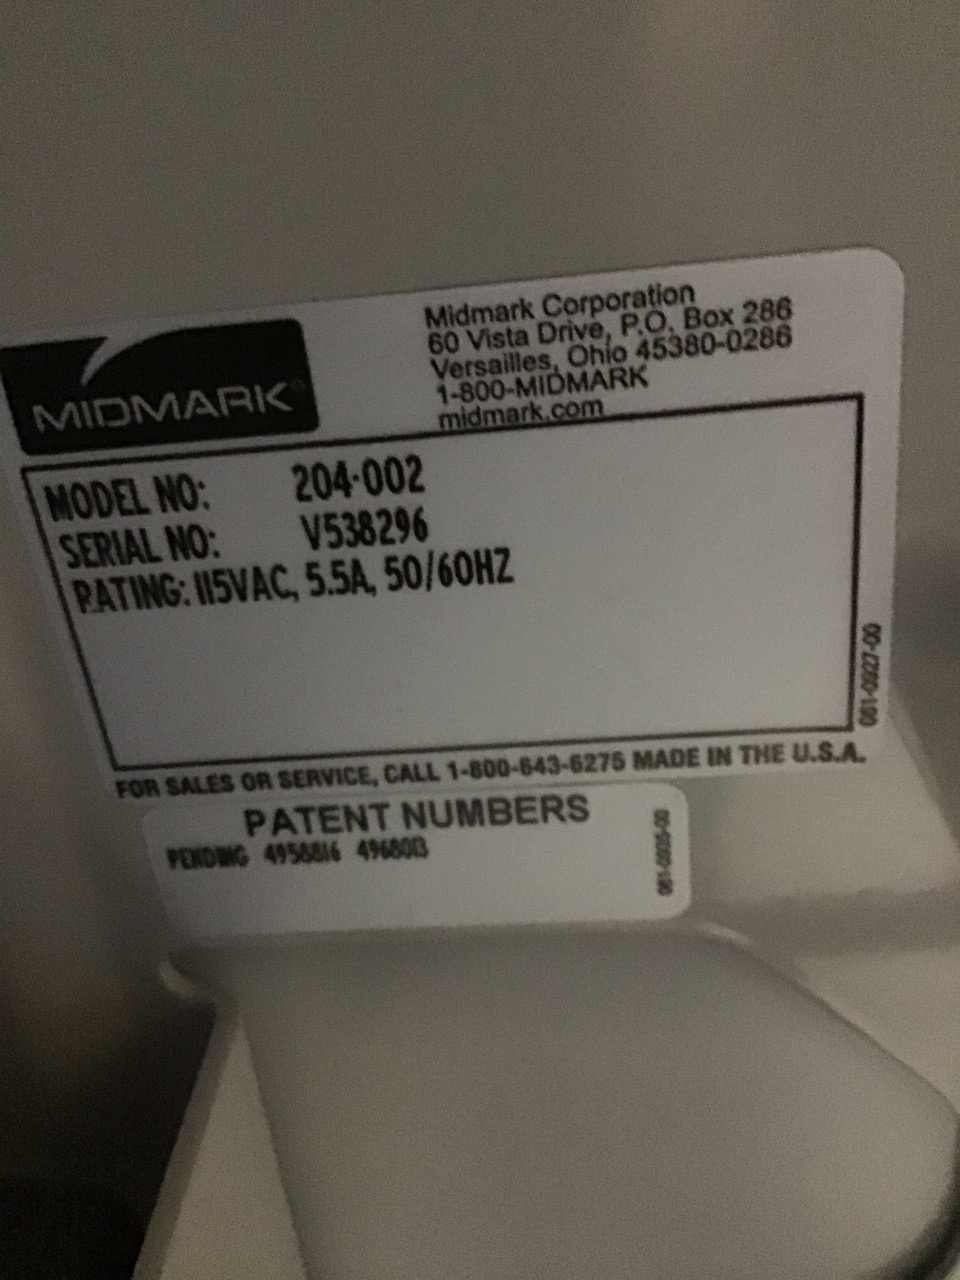 MIDMARK®
Midmark Corporation
60 Vista Drive, P.O. Box 286
Versailles, Ohio 45380-0286
1-800-MIDMARK
midmark.com
MODEL NO: 204-002
SERIAL NO: V538296
RATING: 115VAC, 5.5A, 50/60HZ
061-0927-00
FOR SALES OR SERVICE, CALL 1-800-643-6275 MADE IN THE U.S.A.
PATENT NUMBERS
PENDING 4958816 4968013